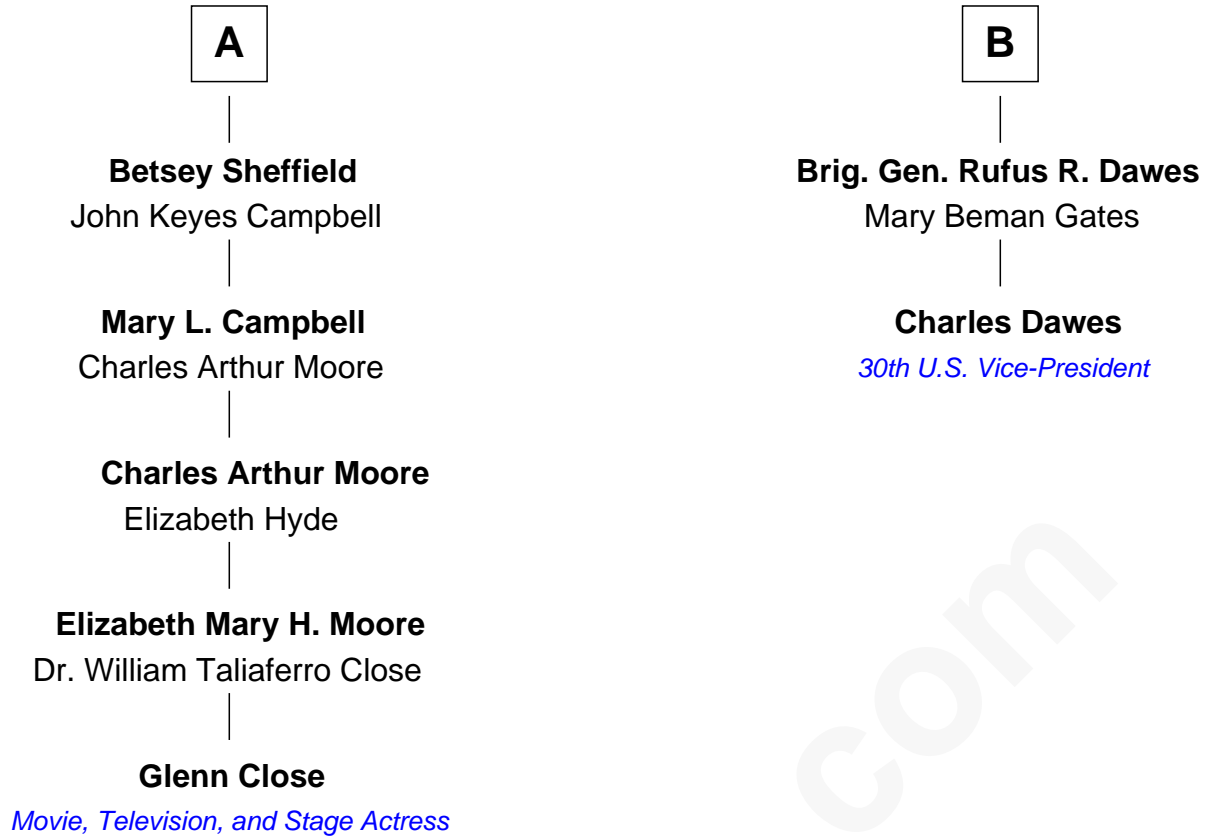 A
Betsey Sheffield
John Keyes Campbell
Mary L. Campbell
Charles Arthur Moore
Charles Arthur Moore
Elizabeth Hyde
Elizabeth Mary H. Moore
Dr. William Taliaferro Close
Glenn Close
Movie, Television, and Stage Actress
B
Brig. Gen. Rufus R. Dawes
Mary Beman Gates
Charles Dawes
30th U.S. Vice-President
com